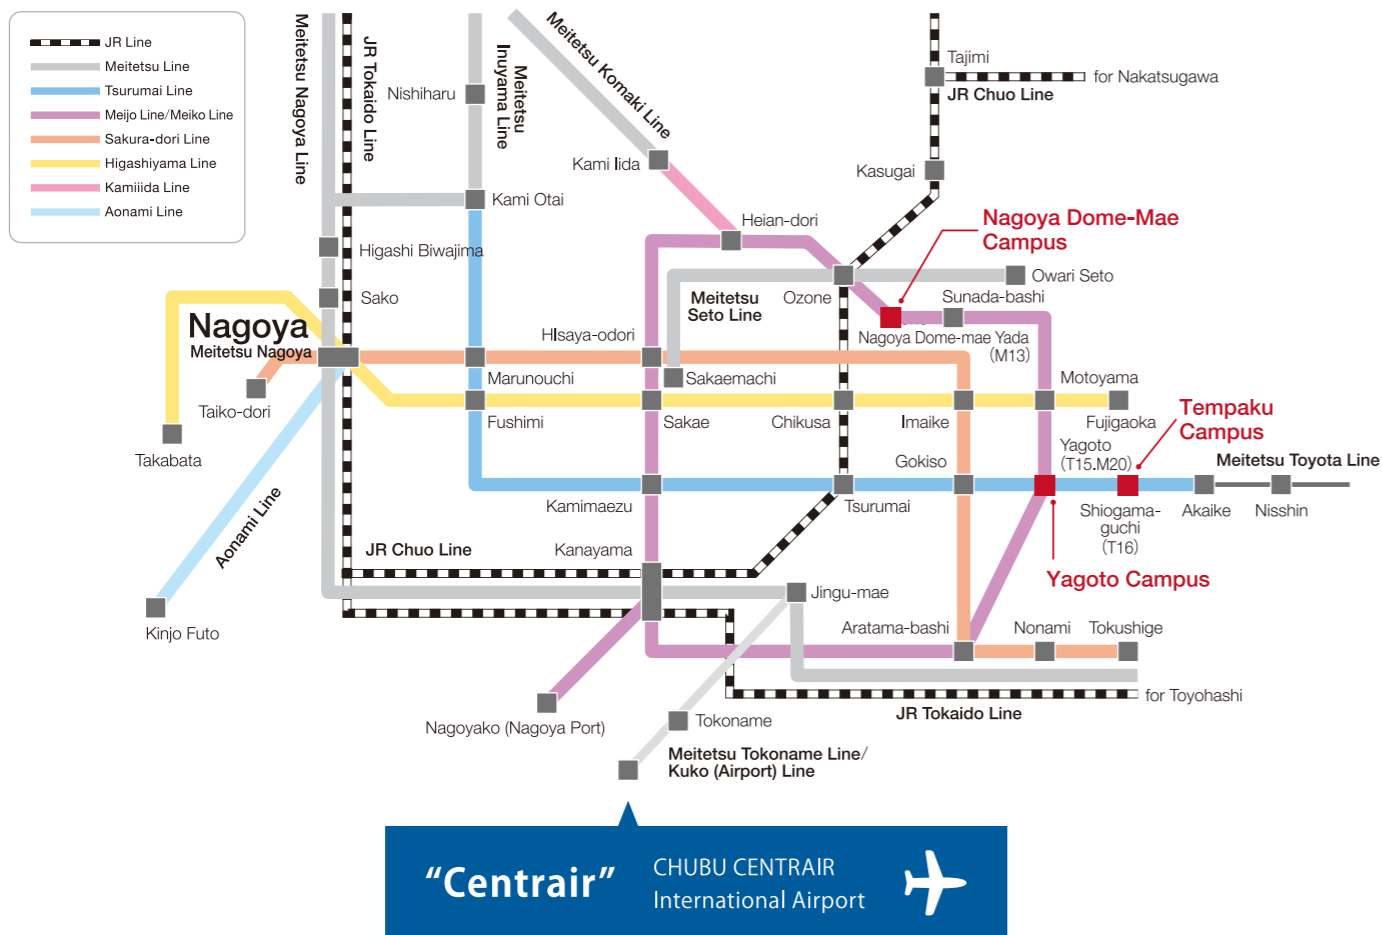 JR Line
Meitetsu Line
Tsurumai Line
Meijo Line/Meiko Line
Sakura-dori Line
Higashiyama Line
Kamiiida Line
Aonami Line
Meitetsu Nagoya Line
JR Tokaido Line
Meitetsu
Inuyama Line
Meitetsu Komaki Line
Tajimi
for Nakatsugawa
JR Chuo Line
Nishiharu
Kami Iida
Kasugai
Kami Otai
Heian-dori
Nagoya Dome-Mae
Campus
Higashi Biwajima
Ozone
Owari Seto
Sako
Meitetsu
Seto Line
Sunada-bashi
Nagoya
Meitetsu Nagoya
HIsaya-odori
Nagoya Dome-mae Yada
(M13)
Marunouchi
Sakaemachi
Motoyama
Taiko-dori
Fushimi
Sakae
Chikusa
Imaike
Fujigaoka
Tempaku
Campus
Takabata
Gokiso
Yagoto
(T15.M20)
Meitetsu Toyota Line
Kamimaezu
Tsurumai
Shiogama-
guchi
(T16)
Akaike
Nisshin
Aonami Line
JR Chuo Line
Kanayama
Yagoto Campus
Jingu-mae
Kinjo Futo
Aratama-bashi
Nonami
Tokushige
for Toyohashi
JR Tokaido Line
Nagoyako (Nagoya Port)
Tokoname
Meitetsu Tokoname Line/
Kuko (Airport) Line
“Centrair”
CHUBU CENTRAIR
International Airport